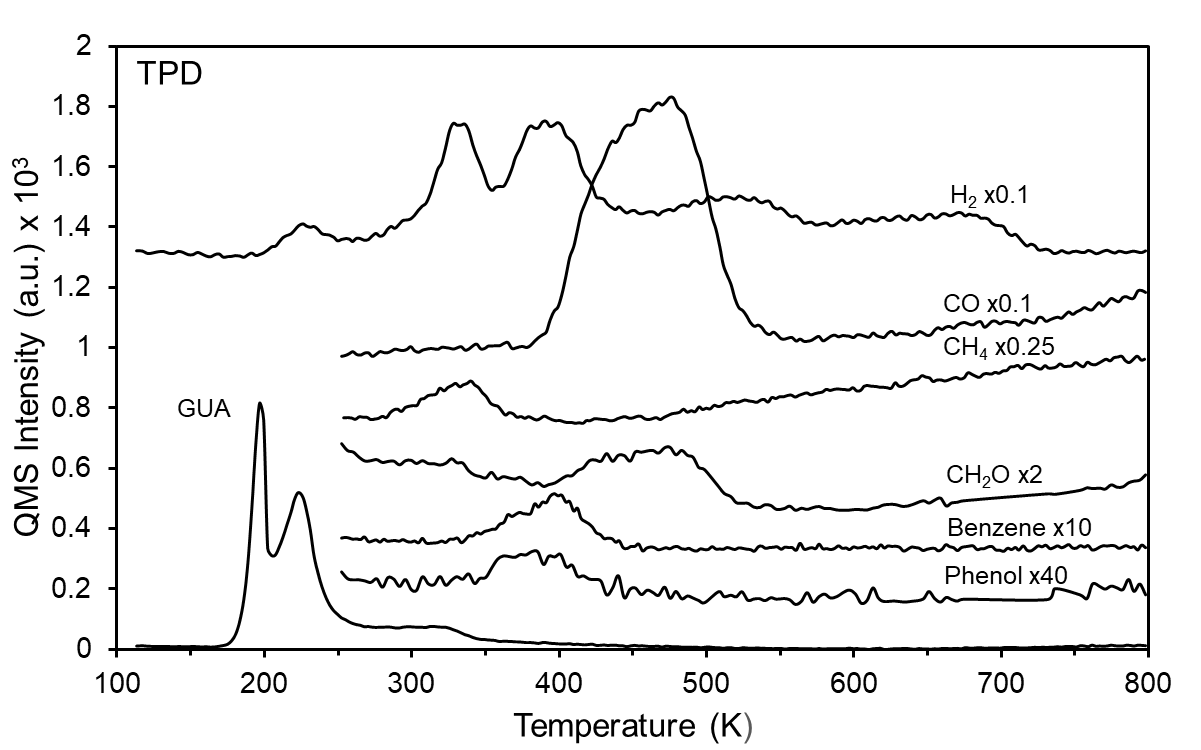 TPD
QMS Intensity (a.u.) x 10³
2
1.8
1.6
1.4
1.2
1
0.8
0.6
0.4
0.2
0
H₂ x0.1
CO x0.1
CH₄ x0.25
GUA
CH₂O x2
Benzene x10
Phenol x40
100 200 300 400 500 600 700 800
Temperature (K)